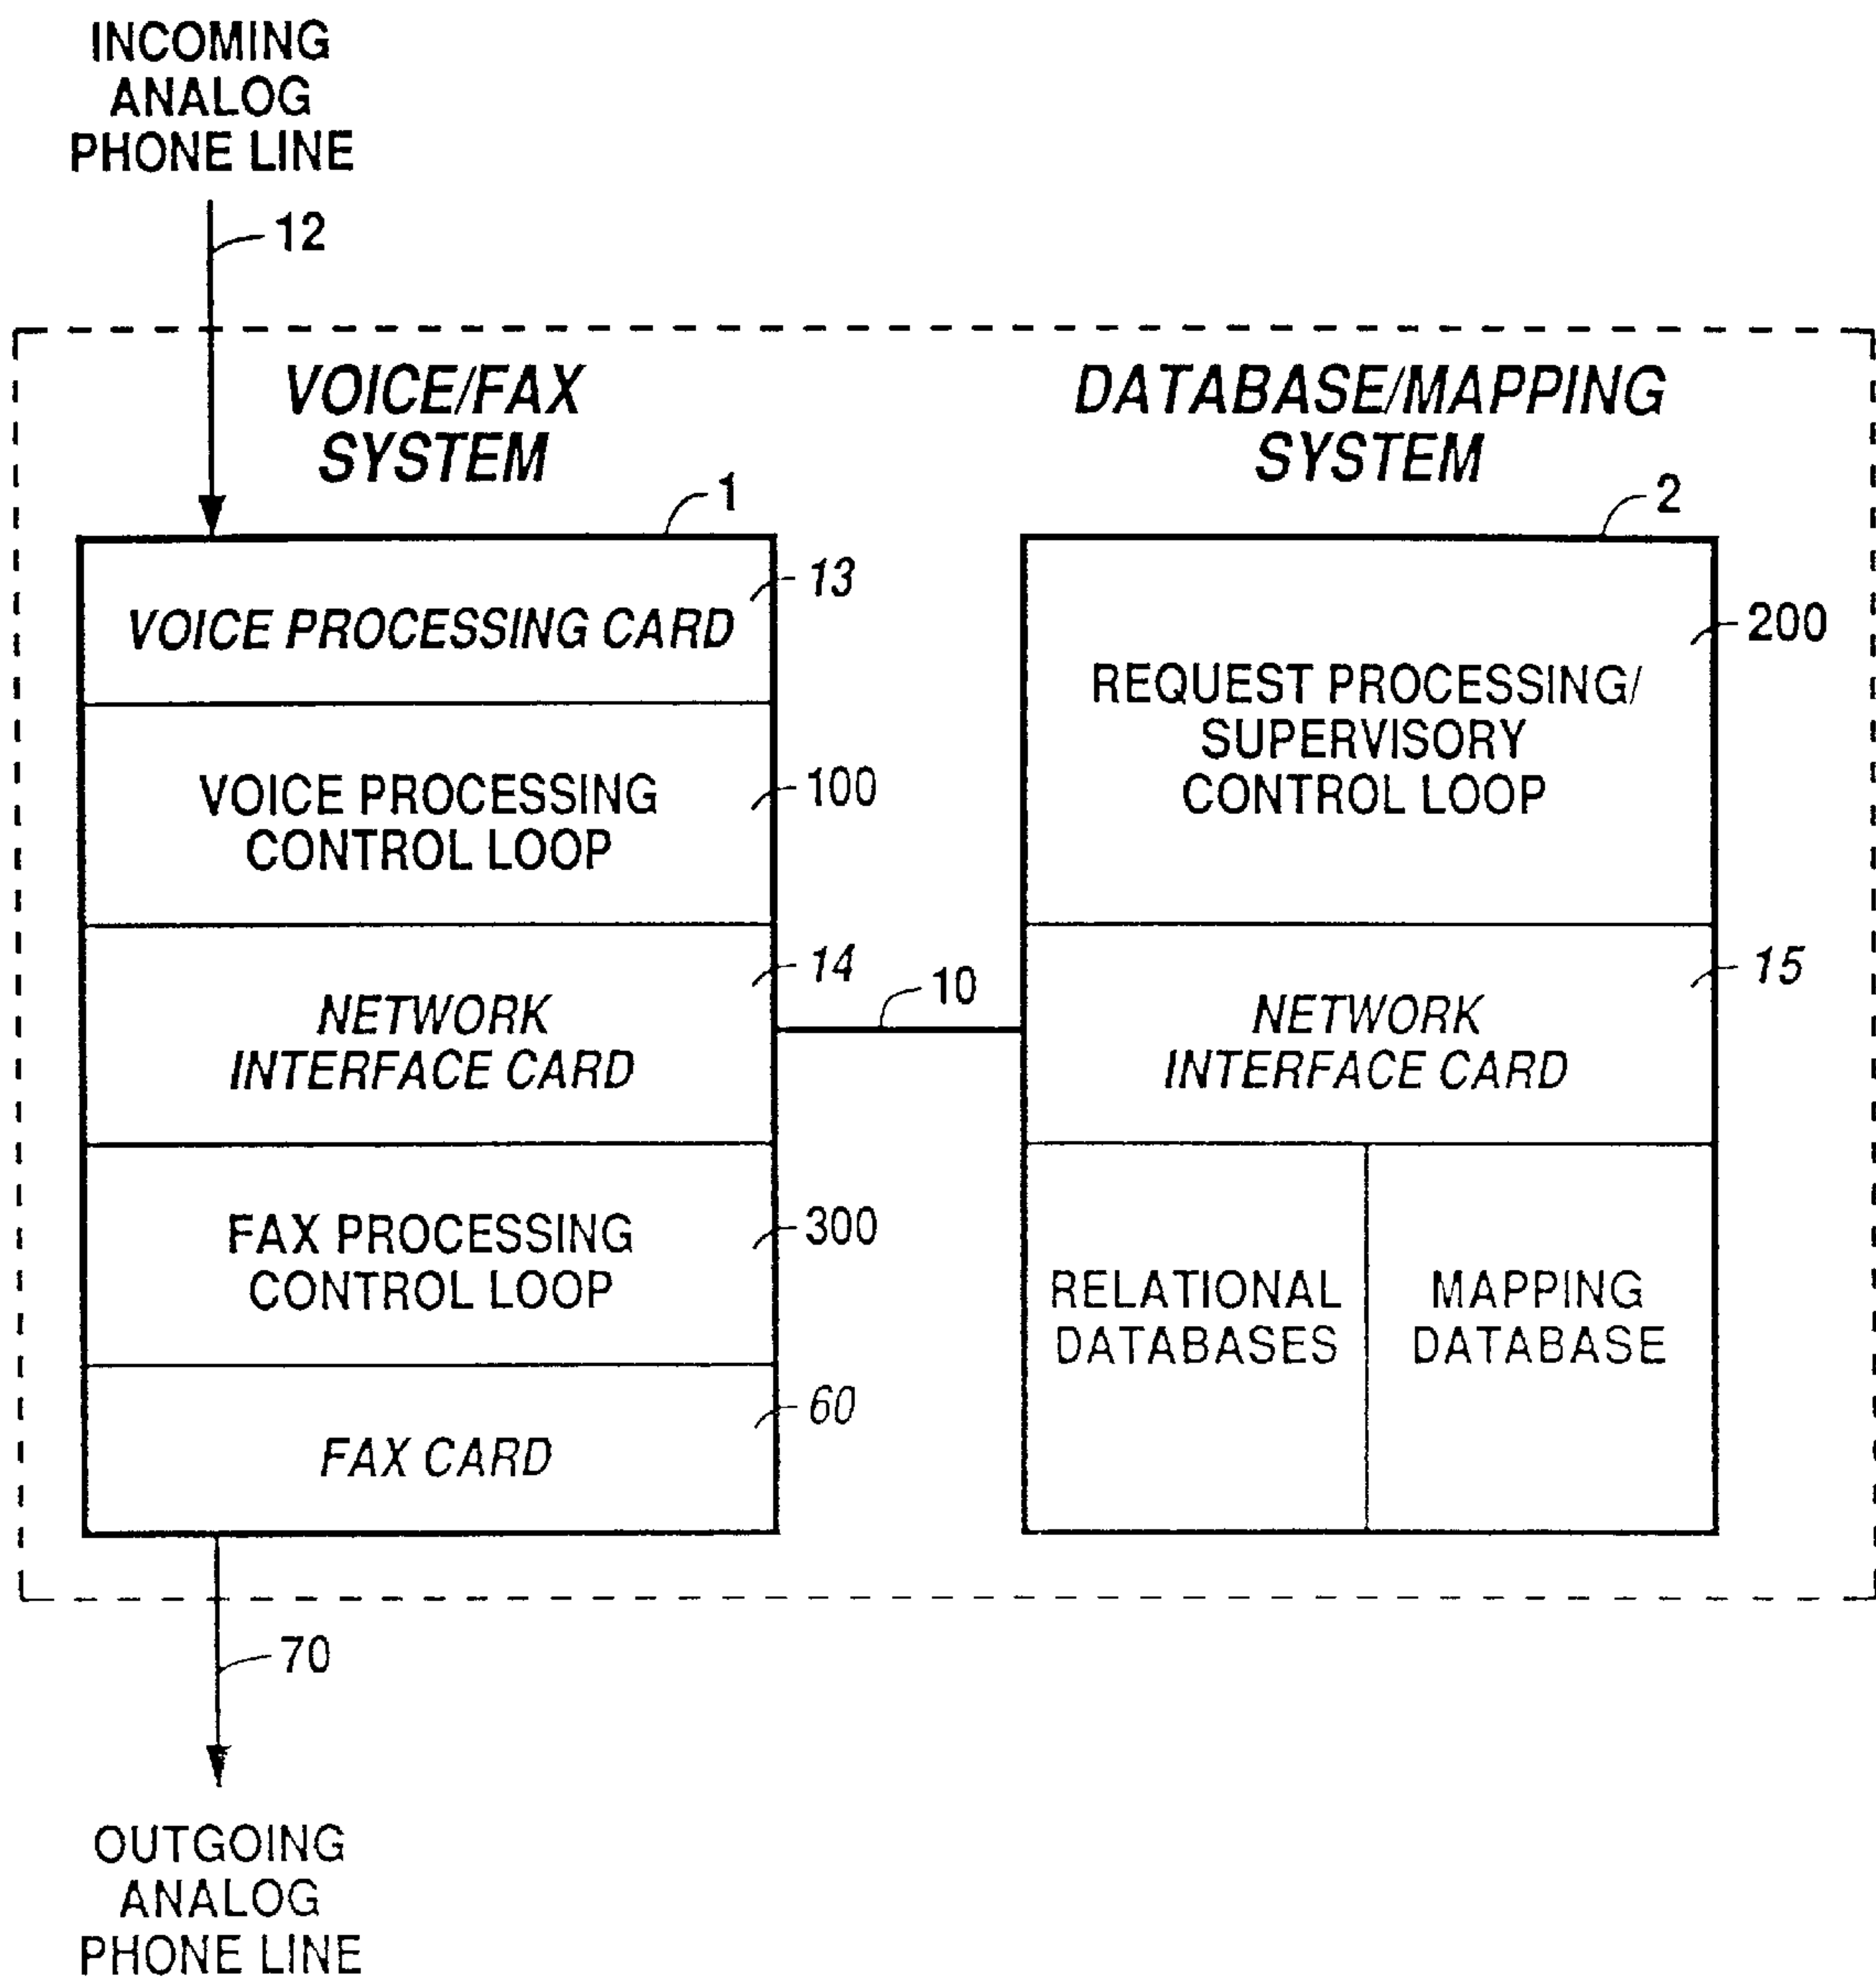 INCOMING
ANALOG
PHONE LINE
12
VOICE/FAX
SYSTEM
1
13
VOICE PROCESSING CARD
VOICE PROCESSING
CONTROL LOOP
100
14
NETWORK
INTERFACE CARD
10
FAX PROCESSING
CONTROL LOOP
300
60
FAX CARD
DATABASE/MAPPING
SYSTEM
2
200
REQUEST PROCESSING/
SUPERVISORY
CONTROL LOOP
15
NETWORK
INTERFACE CARD
RELATIONAL
DATABASES
MAPPING
DATABASE
70
OUTGOING
ANALOG
PHONE LINE